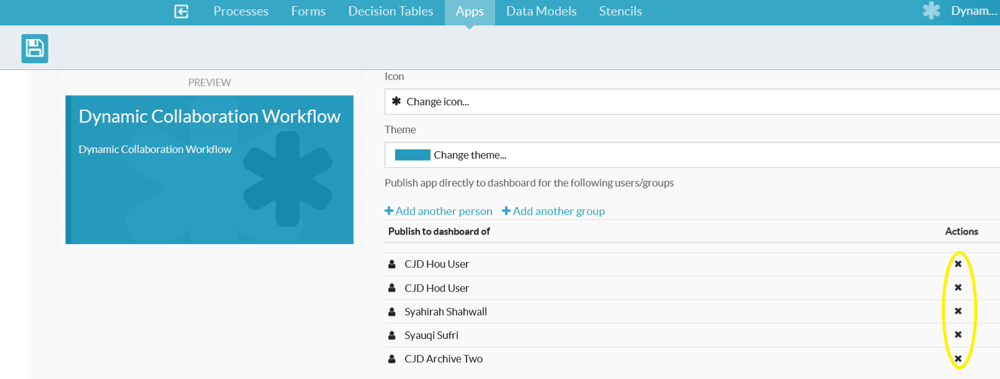 Processes Forms Decision Tables Apps Data Models Stencils Dynam...
PREVIEW
Dynamic Collaboration Workflow
Dynamic Collaboration Workflow
Icon
Change icon...
Theme
Change theme...
Publish app directly to dashboard for the following users/groups
Add another person Add another group
Publish to dashboard of Actions
CJD Hou User
CJD Hod User
Syahirah Shahwall
Syauqi Sufri
CJD Archive Two